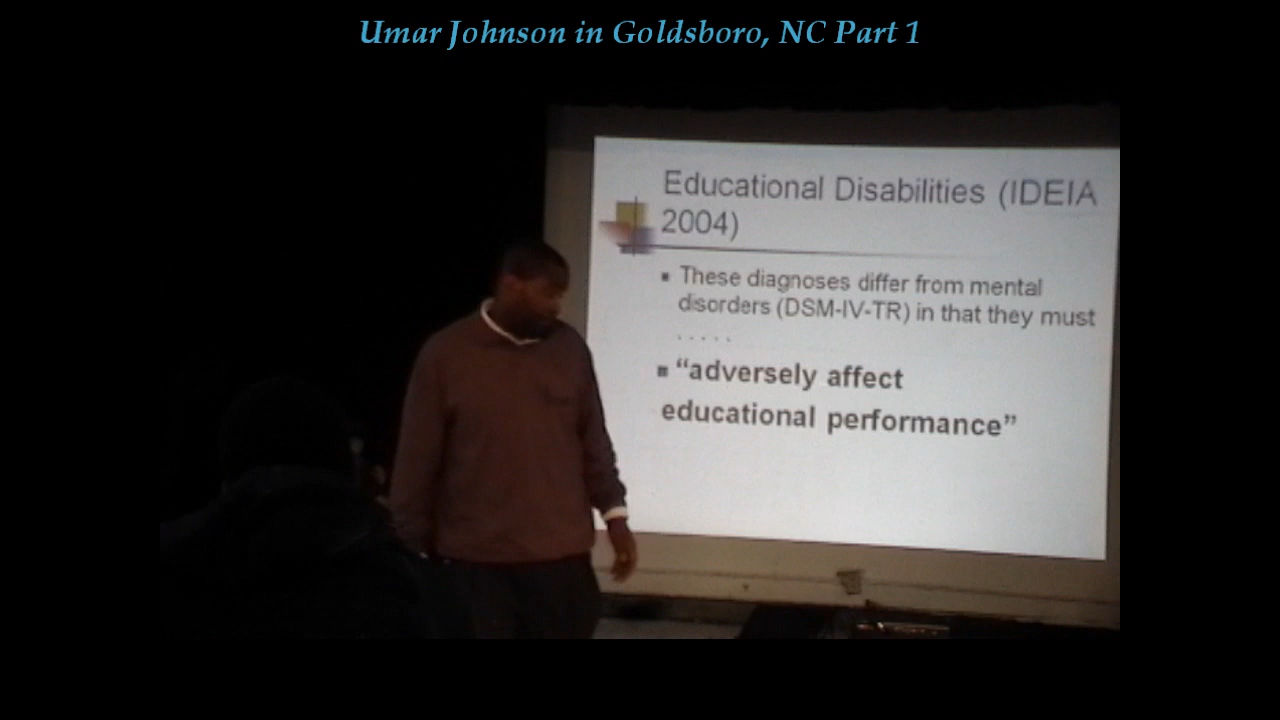 Umar Johnson in Goldsboro, NC Part 1
Educational Disabilities (IDEIA
2004)
These diagnoses differ from mental
disorders (DSM-IV-TR) in that they must
.....
“adversely affect
educational performance”